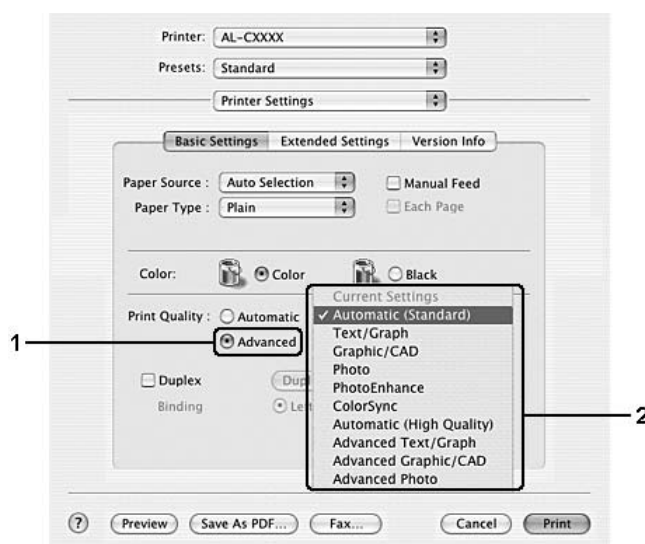 Printer: AL-CXXXX
Presets: Standard
Printer Settings
Basic Settings Extended Settings Version Info
Paper Source : Auto Selection Manual Feed
Paper Type : Plain Each Page
Color: Color Black
Current Settings
Print Quality : Automatic ✓ Automatic (Standard)
Text/Graph
1 Advanced Graphic/CAD
Photo
Duplex PhotoEnhance
Binding ColorSync
2
Automatic (High Quality)
Advanced Text/Graph
Advanced Graphic/CAD
Advanced Photo
? Preview Save As PDF... Fax... Cancel Print